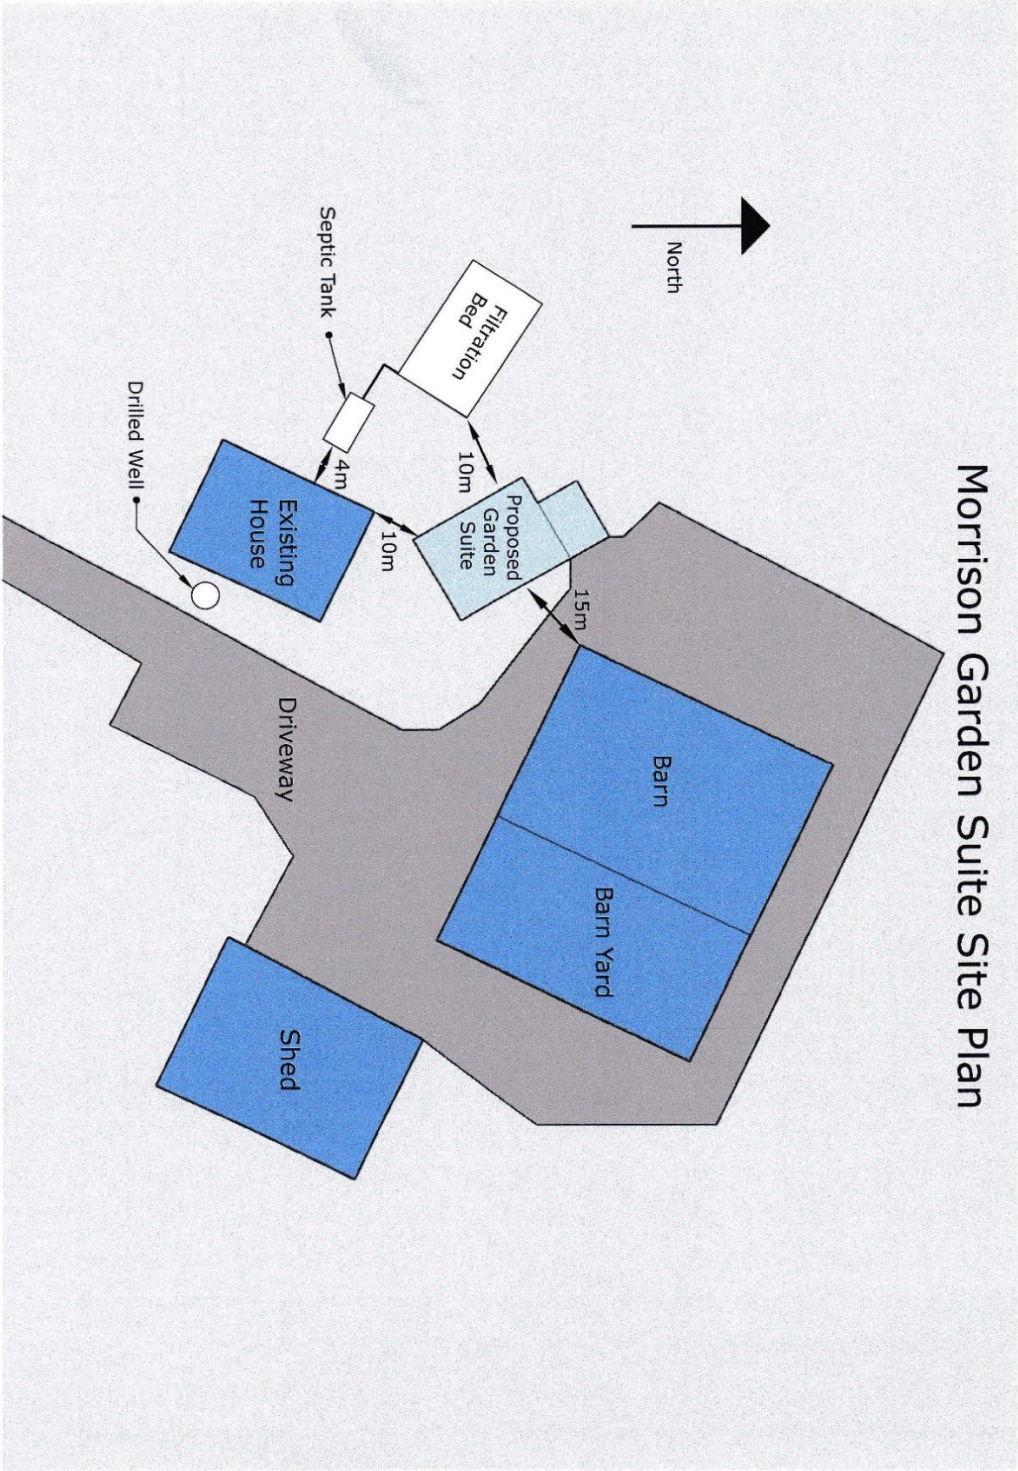 Morrison Garden Suite Site Plan
North
Septic Tank
Filtration
Bed
Drilled Well
4m
10m
10m
Existing
House
Proposed
Garden
Suite
15m
Driveway
Barn
Barn Yard
Shed